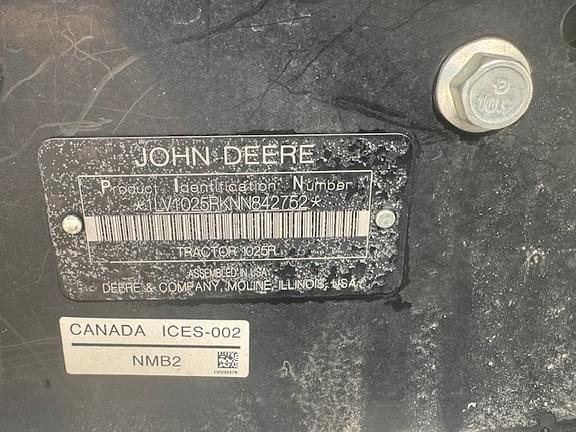 JOHN DEERE
Product Identification Number
*1LV1025RKNN842752*
TRACTOR 1025R
ASSEMBLED IN USA
DEERE & COMPANY, MOLINE, ILLINOIS, USA
CANADA ICES-002
NMB2